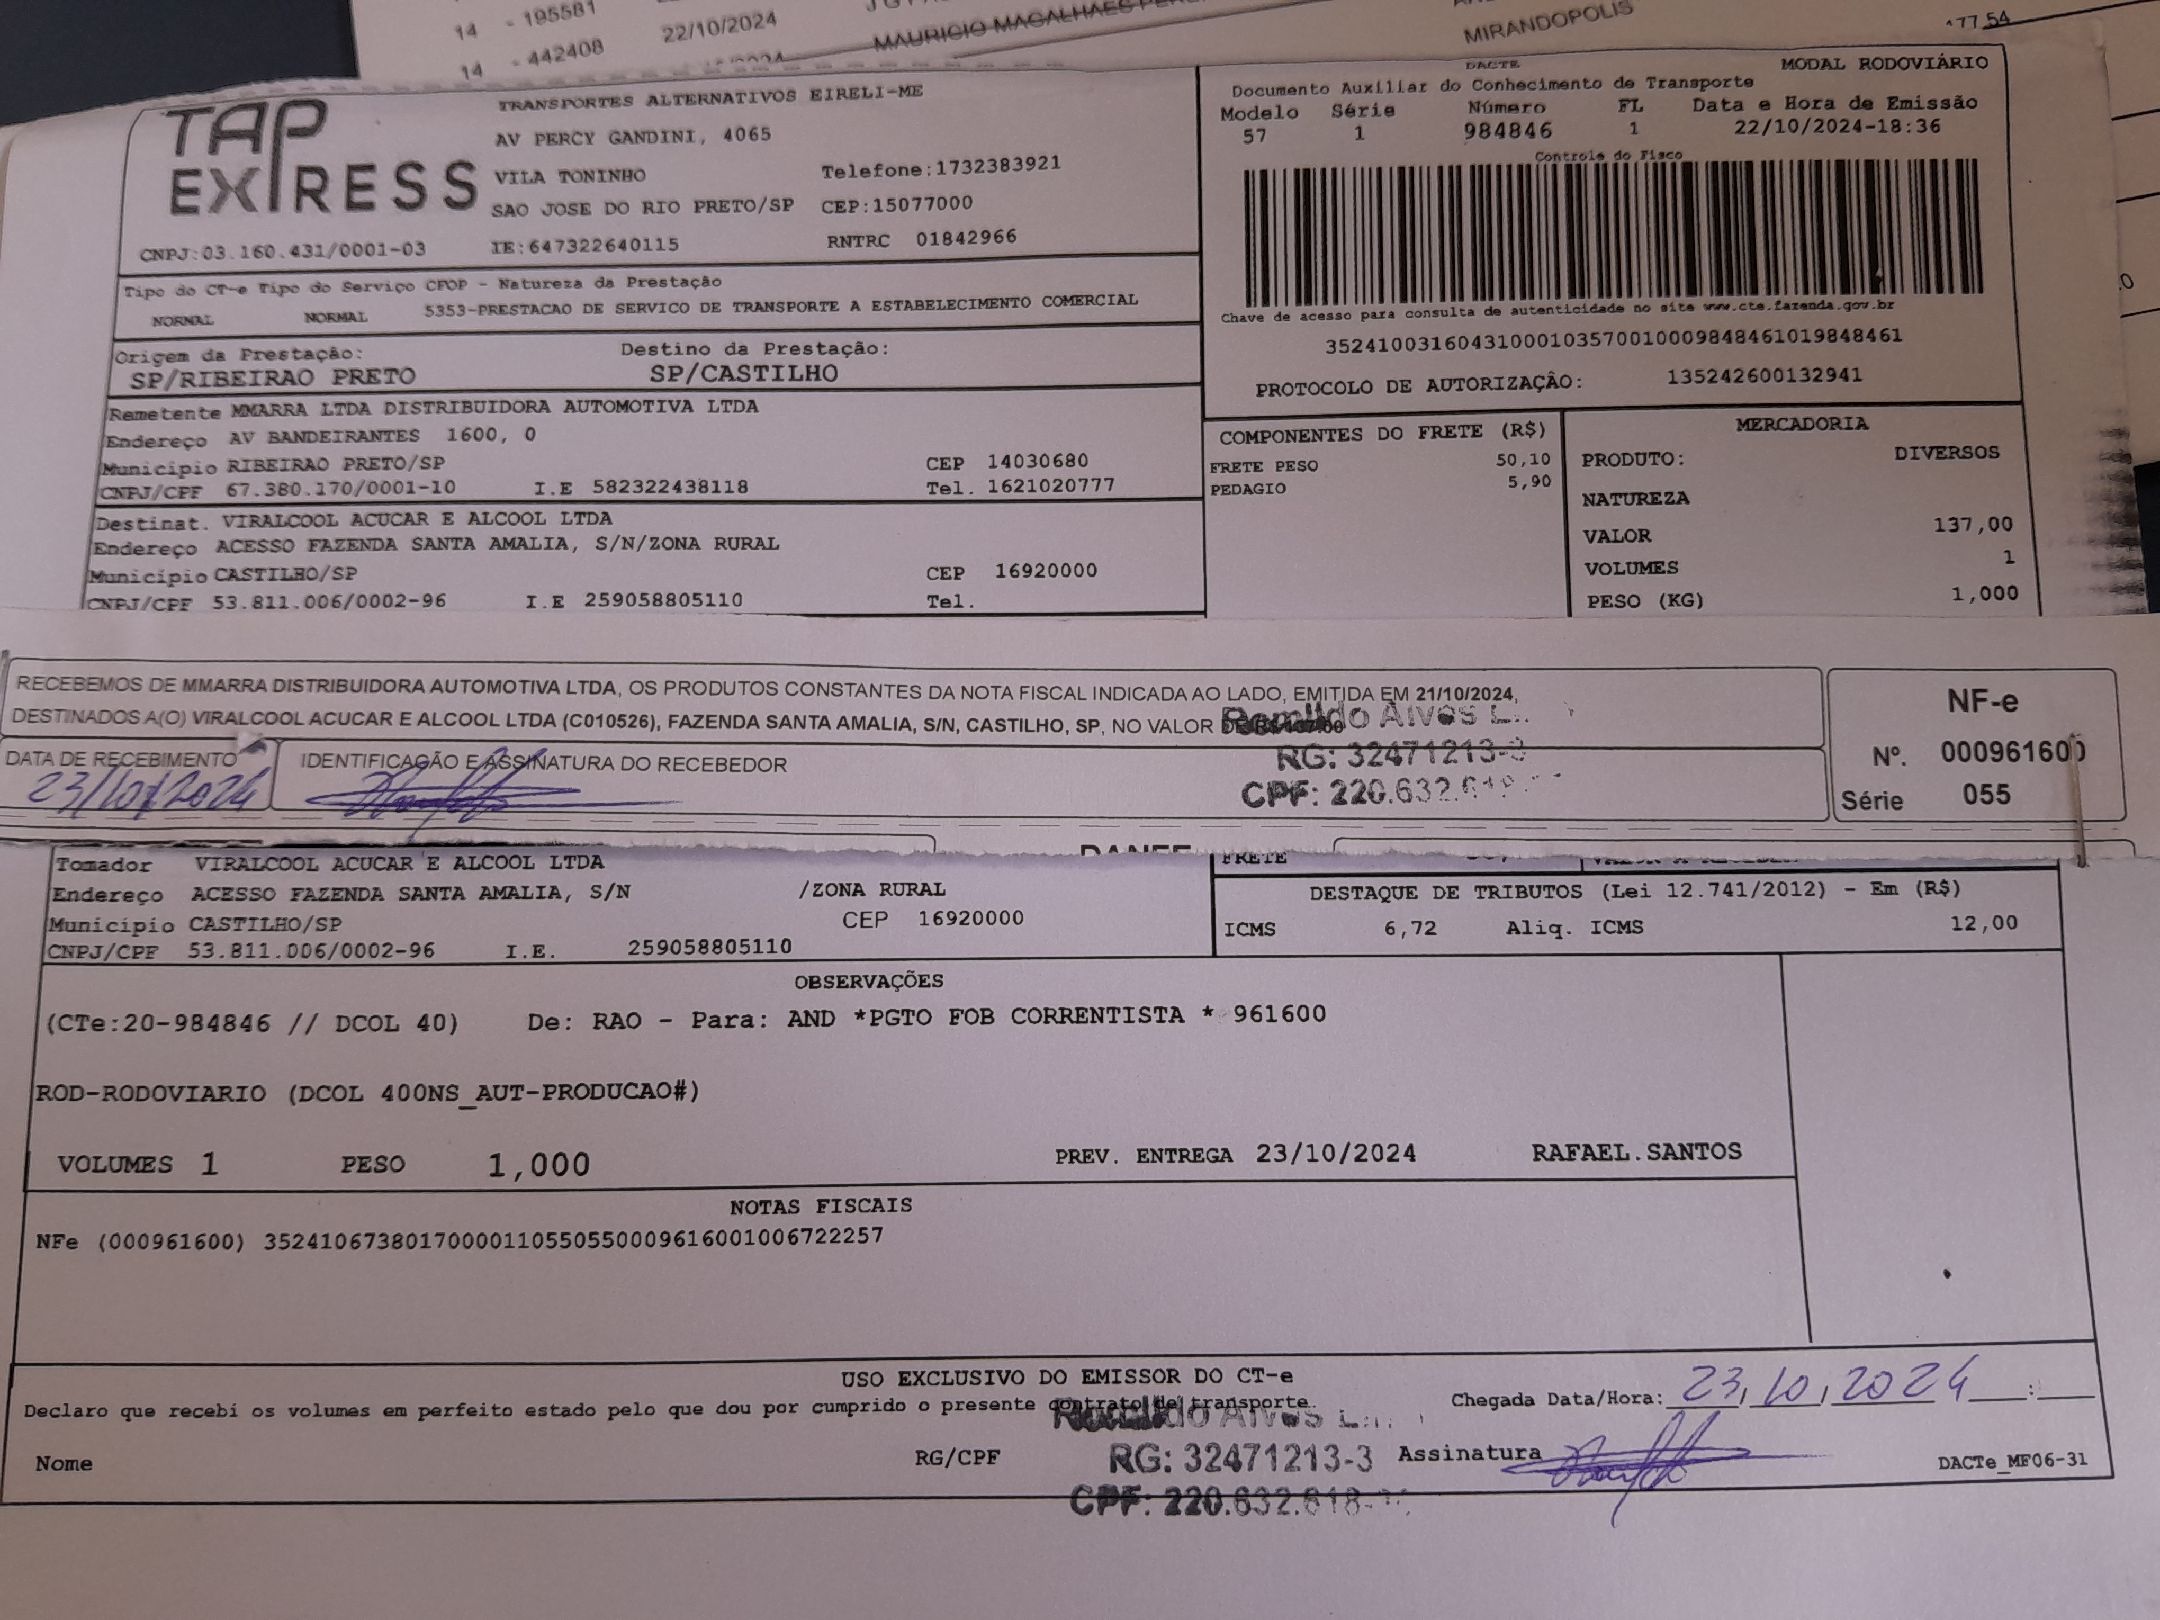 14 - 195581 22/10/2024
14 - 442408 MAURICIO MAGALHAES MIRANDOPOLIS 177,54
TAP EXPRESS
TRANSPORTES ALTERNATIVOS EIRELI-ME
AV PERCY GANDINI, 4065
VILA TONINHO Telefone:1732383921
SAO JOSE DO RIO PRETO/SP CEP:15077000
CNPJ:03.160.431/0001-03 IE:647322640115 RNTRC 01842966
DACTE MODAL RODOVIÁRIO
Documento Auxiliar do Conhecimento de Transporte
Modelo Série Número FL Data e Hora de Emissão
57 1 984846 1 22/10/2024-18:36
Controle do Fisco
Chave de acesso para consulta de autenticidade no site www.cte.fazenda.gov.br
35241003160431000103570010009848461019848461
PROTOCOLO DE AUTORIZAÇÃO: 135242600132941
Tipo do CT-e Tipo do Serviço CFOP - Natureza da Prestação
NORMAL NORMAL 5353-PRESTACAO DE SERVICO DE TRANSPORTE A ESTABELECIMENTO COMERCIAL
Origem da Prestação: Destino da Prestação:
SP/RIBEIRAO PRETO SP/CASTILHO
Remetente MMARRA LTDA DISTRIBUIDORA AUTOMOTIVA LTDA
Endereço AV BANDEIRANTES 1600, 0
Município RIBEIRAO PRETO/SP CEP 14030680
CNPJ/CPF 67.380.170/0001-10 I.E 582322438118 Tel. 1621020777
Destinat. VIRALCOOL ACUCAR E ALCOOL LTDA
Endereço ACESSO FAZENDA SANTA AMALIA, S/N/ZONA RURAL
Município CASTILHO/SP CEP 16920000
CNPJ/CPF 53.811.006/0002-96 I.E 259058805110 Tel.
COMPONENTES DO FRETE (R$)
FRETE PESO 50,10
PEDAGIO 5,90
MERCADORIA
PRODUTO: DIVERSOS
NATUREZA
VALOR 137,00
VOLUMES 1
PESO (KG) 1,000
RECEBEMOS DE MMARRA DISTRIBUIDORA AUTOMOTIVA LTDA, OS PRODUTOS CONSTANTES DA NOTA FISCAL INDICADA AO LADO, EMITIDA EM 21/10/2024,
DESTINADOS A(O) VIRALCOOL ACUCAR E ALCOOL LTDA (C010526), FAZENDA SANTA AMALIA, S/N, CASTILHO, SP, NO VALOR
Romildo Alves
RG: 32471213-3
CPF: 220.632.618
DATA DE RECEBIMENTO IDENTIFICAÇÃO E ASSINATURA DO RECEBEDOR
23/10/2024
NF-e
Nº. 000961600
Série 055
DANFE
FRETE
Tomador VIRALCOOL ACUCAR E ALCOOL LTDA
Endereço ACESSO FAZENDA SANTA AMALIA, S/N /ZONA RURAL
Município CASTILHO/SP CEP 16920000
CNPJ/CPF 53.811.006/0002-96 I.E. 259058805110
DESTAQUE DE TRIBUTOS (Lei 12.741/2012) - Em (R$)
ICMS 6,72 Aliq. ICMS 12,00
OBSERVAÇÕES
(CTe:20-984846 // DCOL 40) De: RAO - Para: AND *PGTO FOB CORRENTISTA * 961600
ROD-RODOVIARIO (DCOL 400NS_AUT-PRODUCAO#)
VOLUMES 1 PESO 1,000 PREV. ENTREGA 23/10/2024 RAFAEL.SANTOS
NOTAS FISCAIS
NFe (000961600) 35241067380170000110550550009616001006722257
USO EXCLUSIVO DO EMISSOR DO CT-e
Declaro que recebi os volumes em perfeito estado pelo que dou por cumprido o presente contrato de transporte. Chegada Data/Hora: 23,10,2024 :
Romildo Alves
Nome RG/CPF RG: 32471213-3 Assinatura DACTe_MF06-31
CPF: 220.632.618